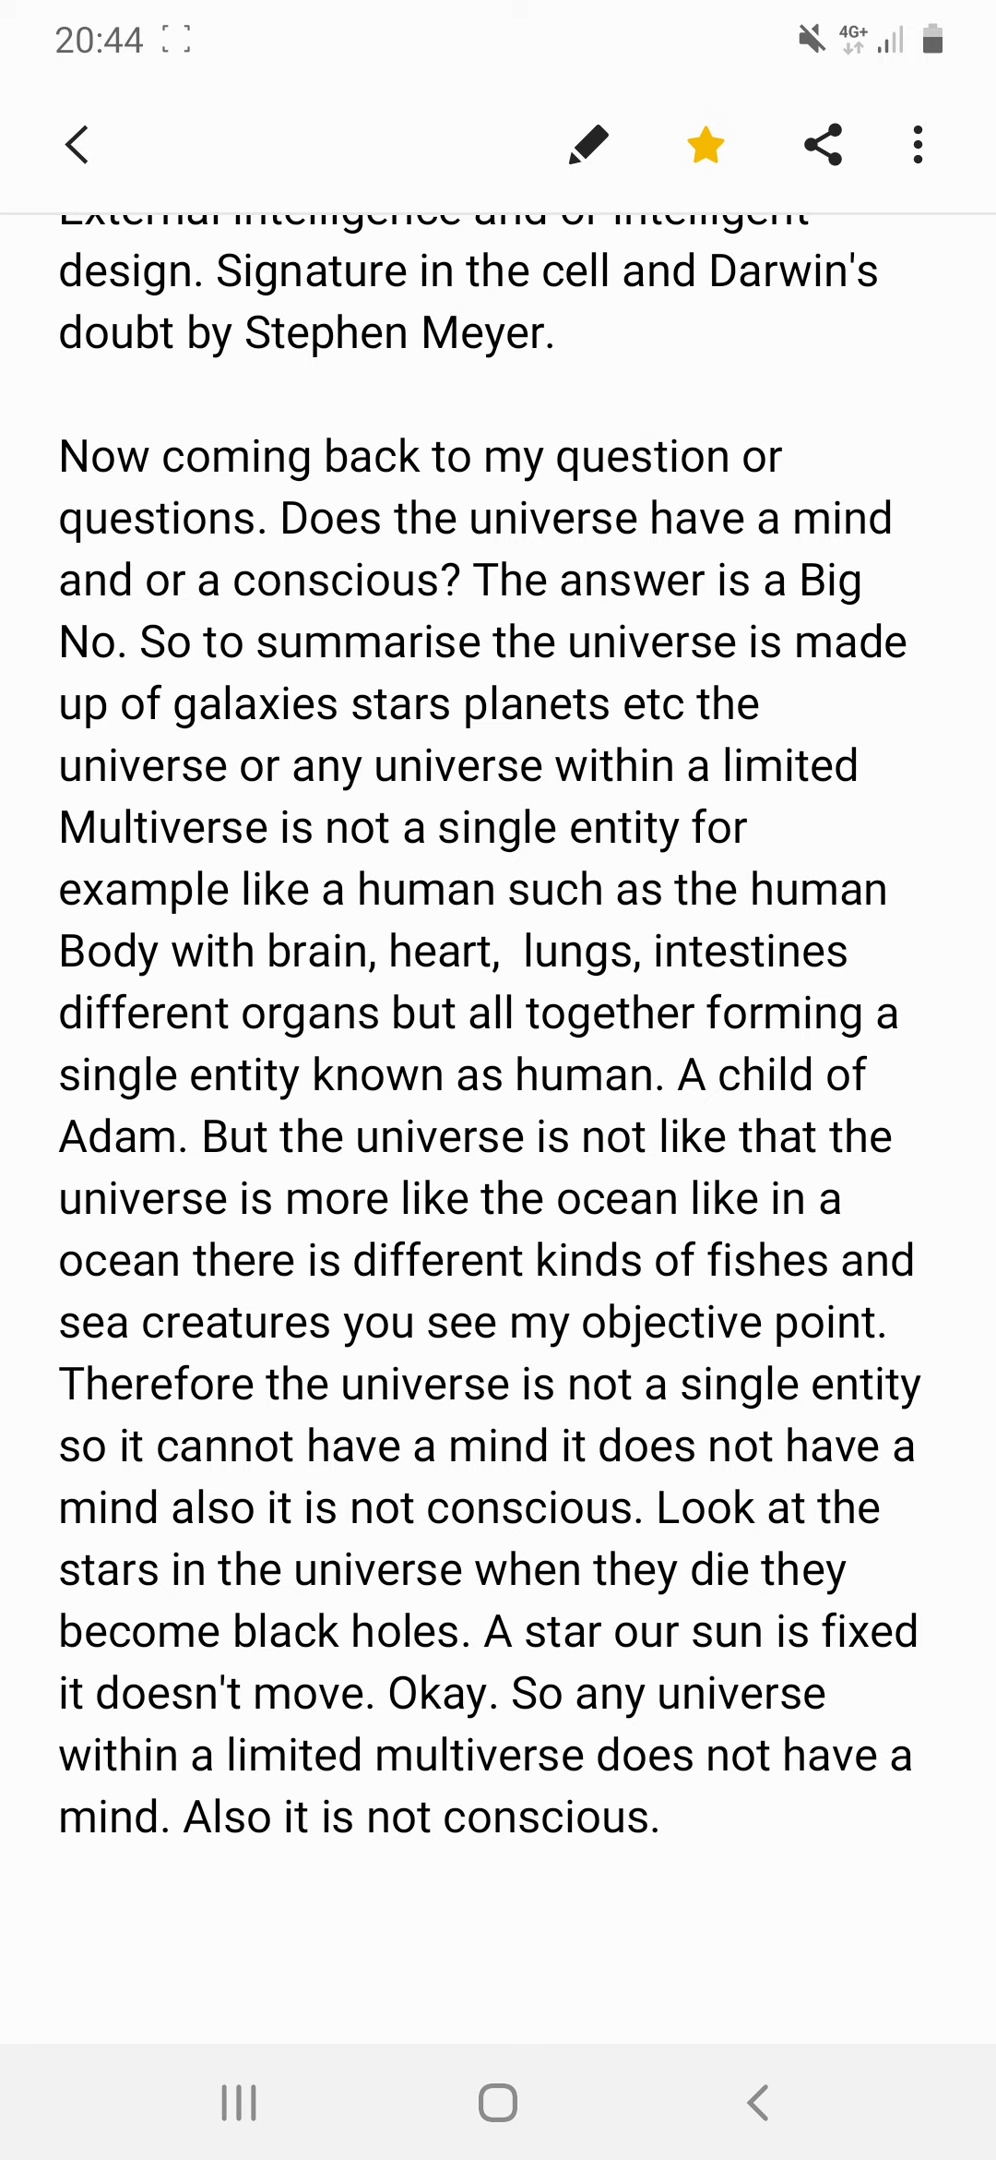 20:44
4G+
External intelligence and or intelligent
design. Signature in the cell and Darwin's
doubt by Stephen Meyer.
Now coming back to my question or
questions. Does the universe have a mind
and or a conscious? The answer is a Big
No. So to summarise the universe is made
up of galaxies stars planets etc the
universe or any universe within a limited
Multiverse is not a single entity for
example like a human such as the human
Body with brain, heart,  lungs, intestines
different organs but all together forming a
single entity known as human. A child of
Adam. But the universe is not like that the
universe is more like the ocean like in a
ocean there is different kinds of fishes and
sea creatures you see my objective point.
Therefore the universe is not a single entity
so it cannot have a mind it does not have a
mind also it is not conscious. Look at the
stars in the universe when they die they
become black holes. A star our sun is fixed
it doesn't move. Okay. So any universe
within a limited multiverse does not have a
mind. Also it is not conscious.